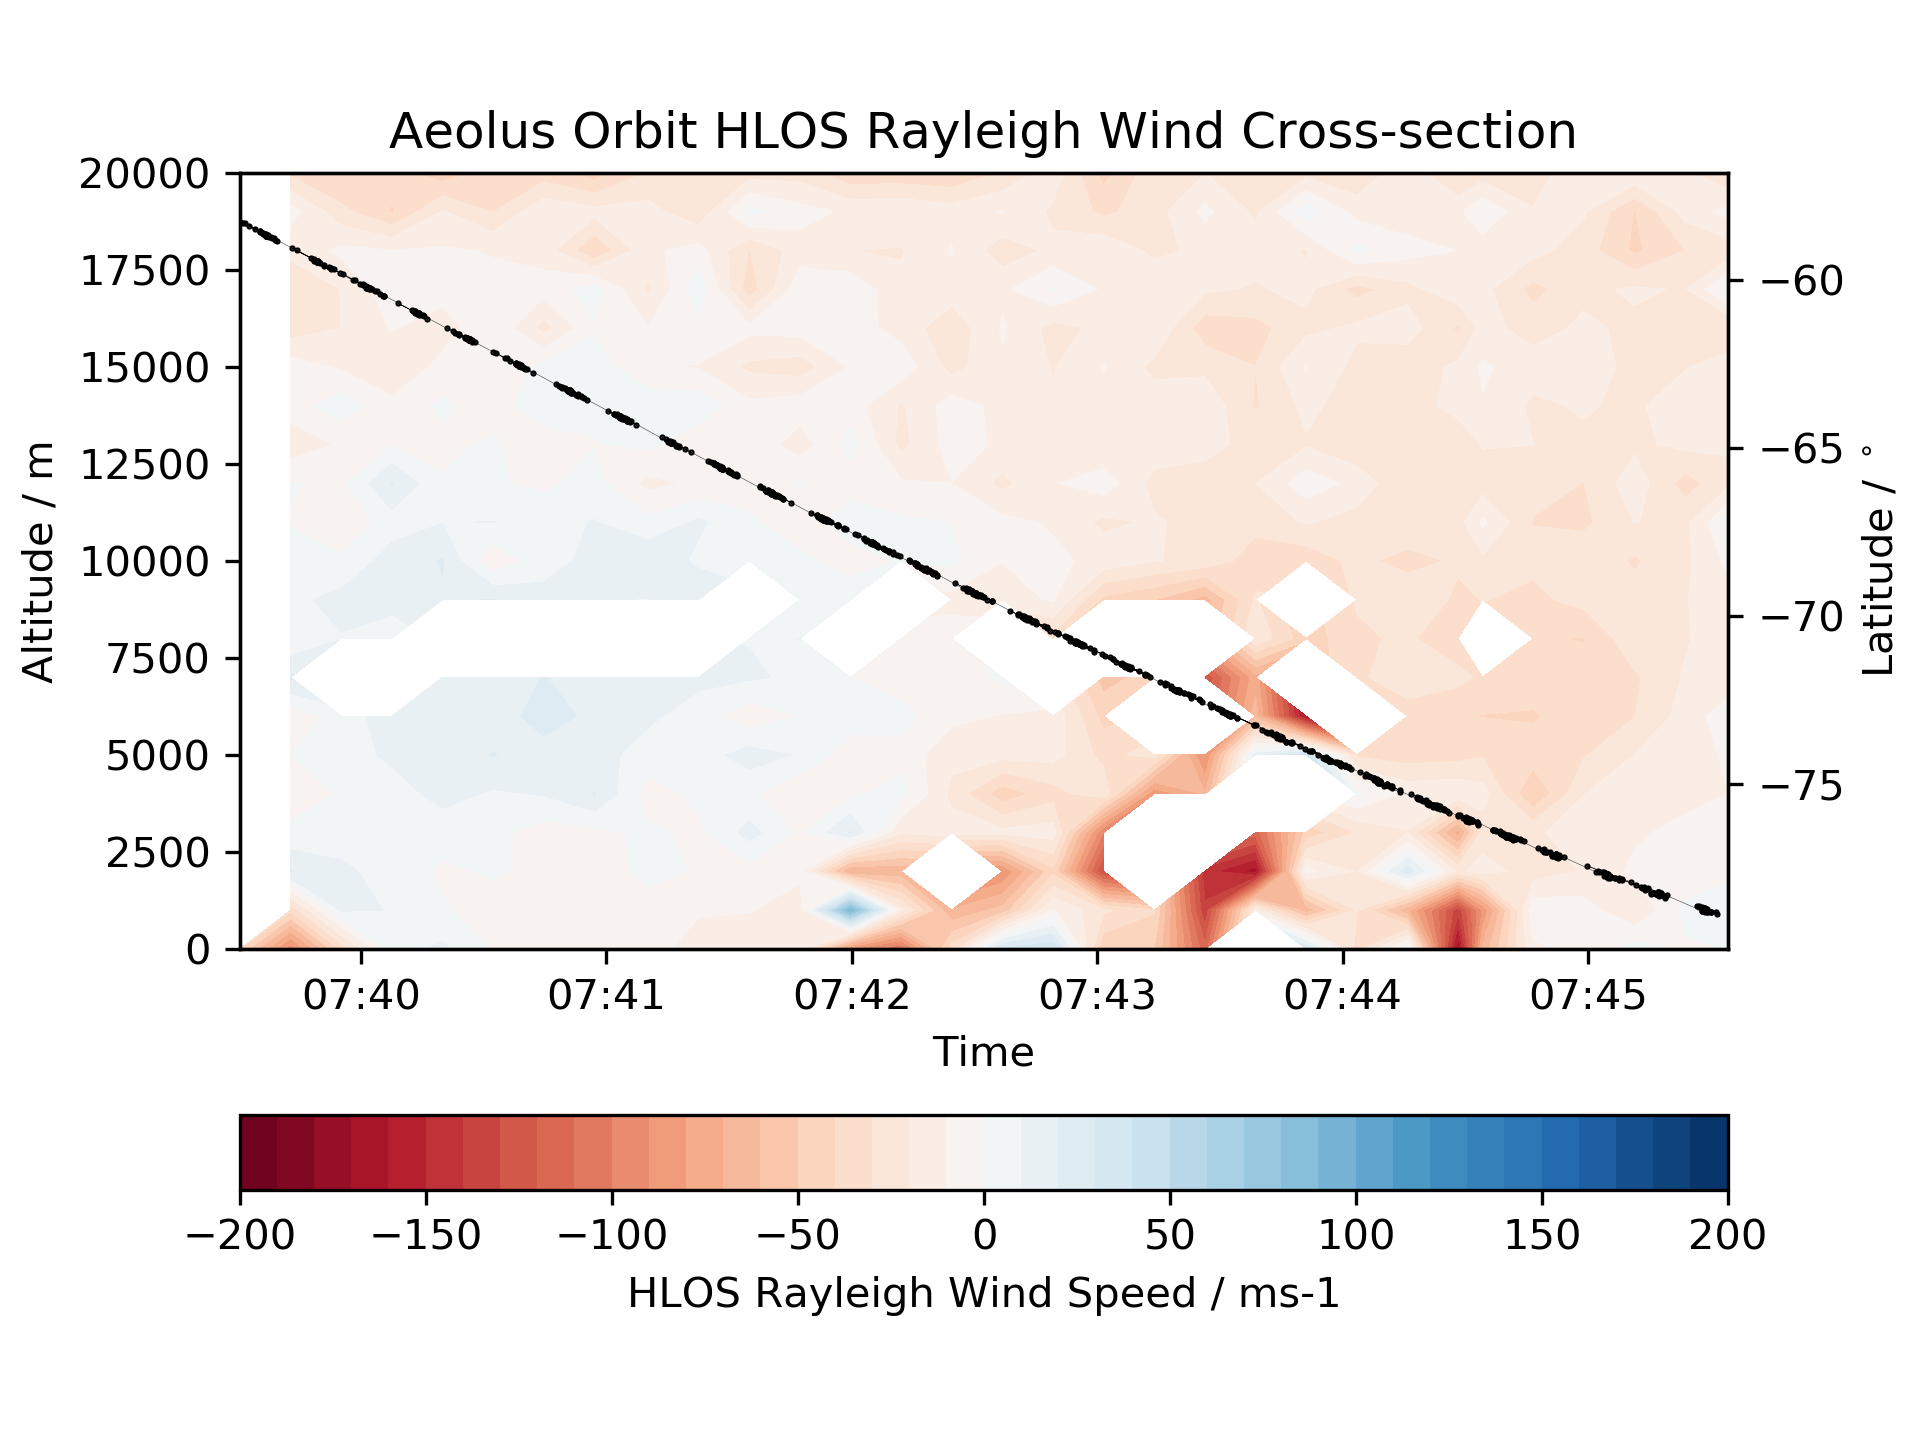 Aeolus Orbit HLOS Rayleigh Wind Cross-section
20000
17500
15000
12500
10000
7500
5000
2500
0
Altitude / m
−60
−65
−70
−75
Latitude / °
07:40 07:41 07:42 07:43 07:44 07:45
Time
−200 −150 −100 −50 0 50 100 150 200
HLOS Rayleigh Wind Speed / ms-1